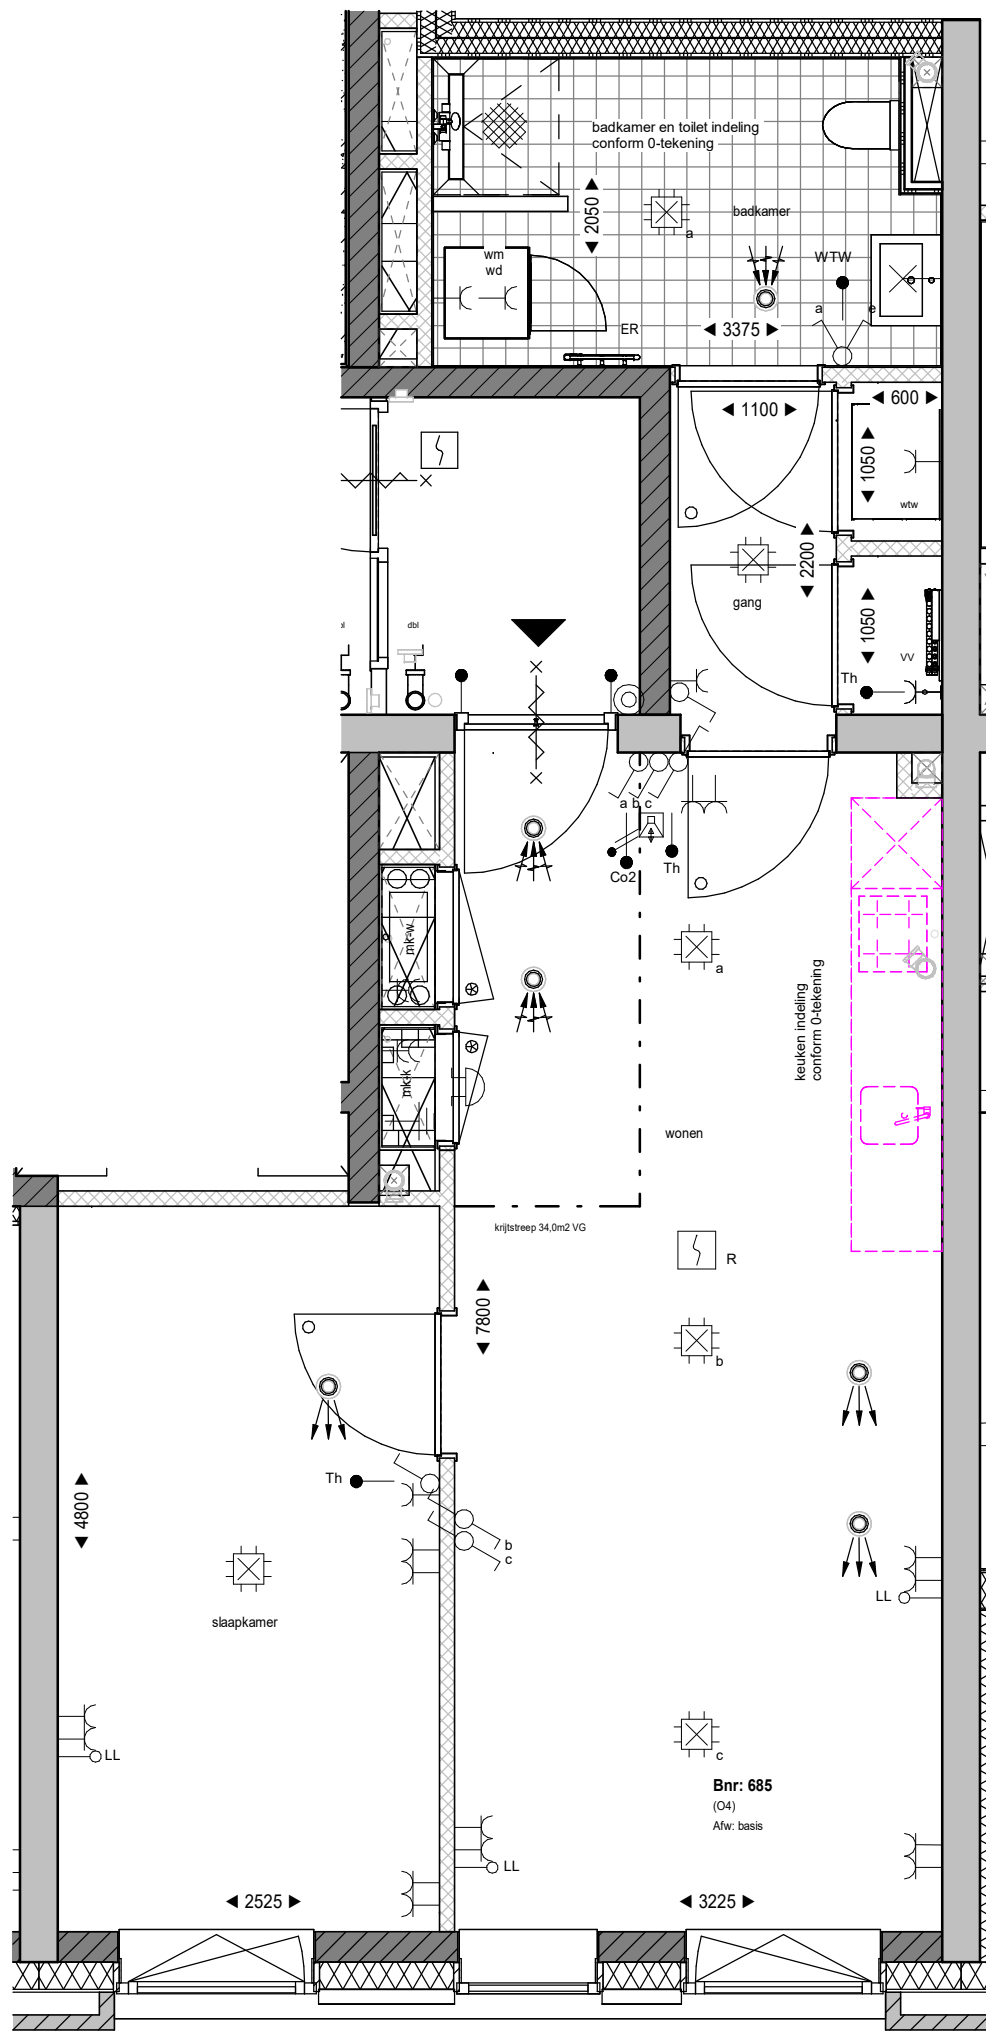 badkamer en toilet indeling
conform 0-tekening
2050
badkamer
a
wm
wd
WTW
a
e
ER
3375
1100
600
1050
wtw
2200
gang
1050
VV
Th
dbl
a b c
Co2
Th
mk-w
a
keuken indeling
conform 0-tekening
mk-k
wonen
krijtstreep 34,0m2 VG
R
7800
b
Th
4800
b
c
LL
slaapkamer
c
LL
Bnr: 685
(O4)
Afw: basis
LL
2525
3225